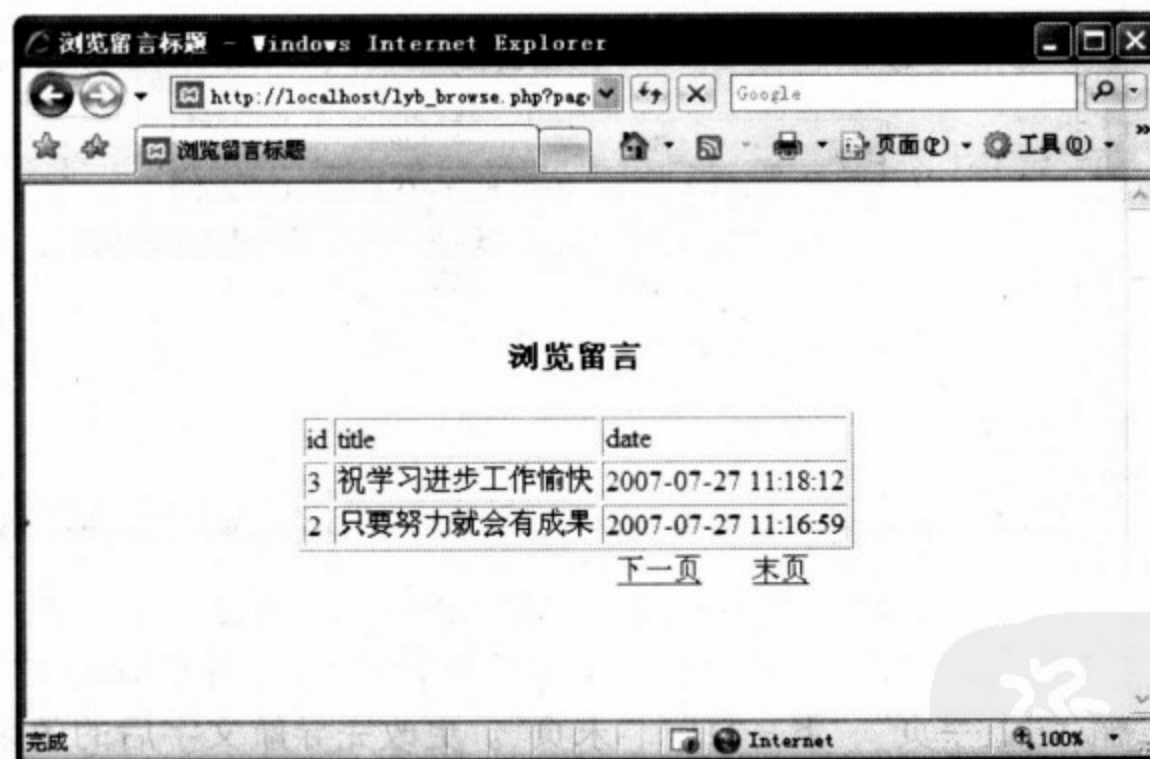 浏览留言标题 - Windows Internet Explorer
http://localhost/lyb_browse.php?pag
Google
浏览留言标题
页面(P)
工具(O)
»
浏览留言
id title date
3 祝学习进步工作愉快 2007-07-27 11:18:12
2 只要努力就会有成果 2007-07-27 11:16:59
下一页 末页
完成
Internet
100%